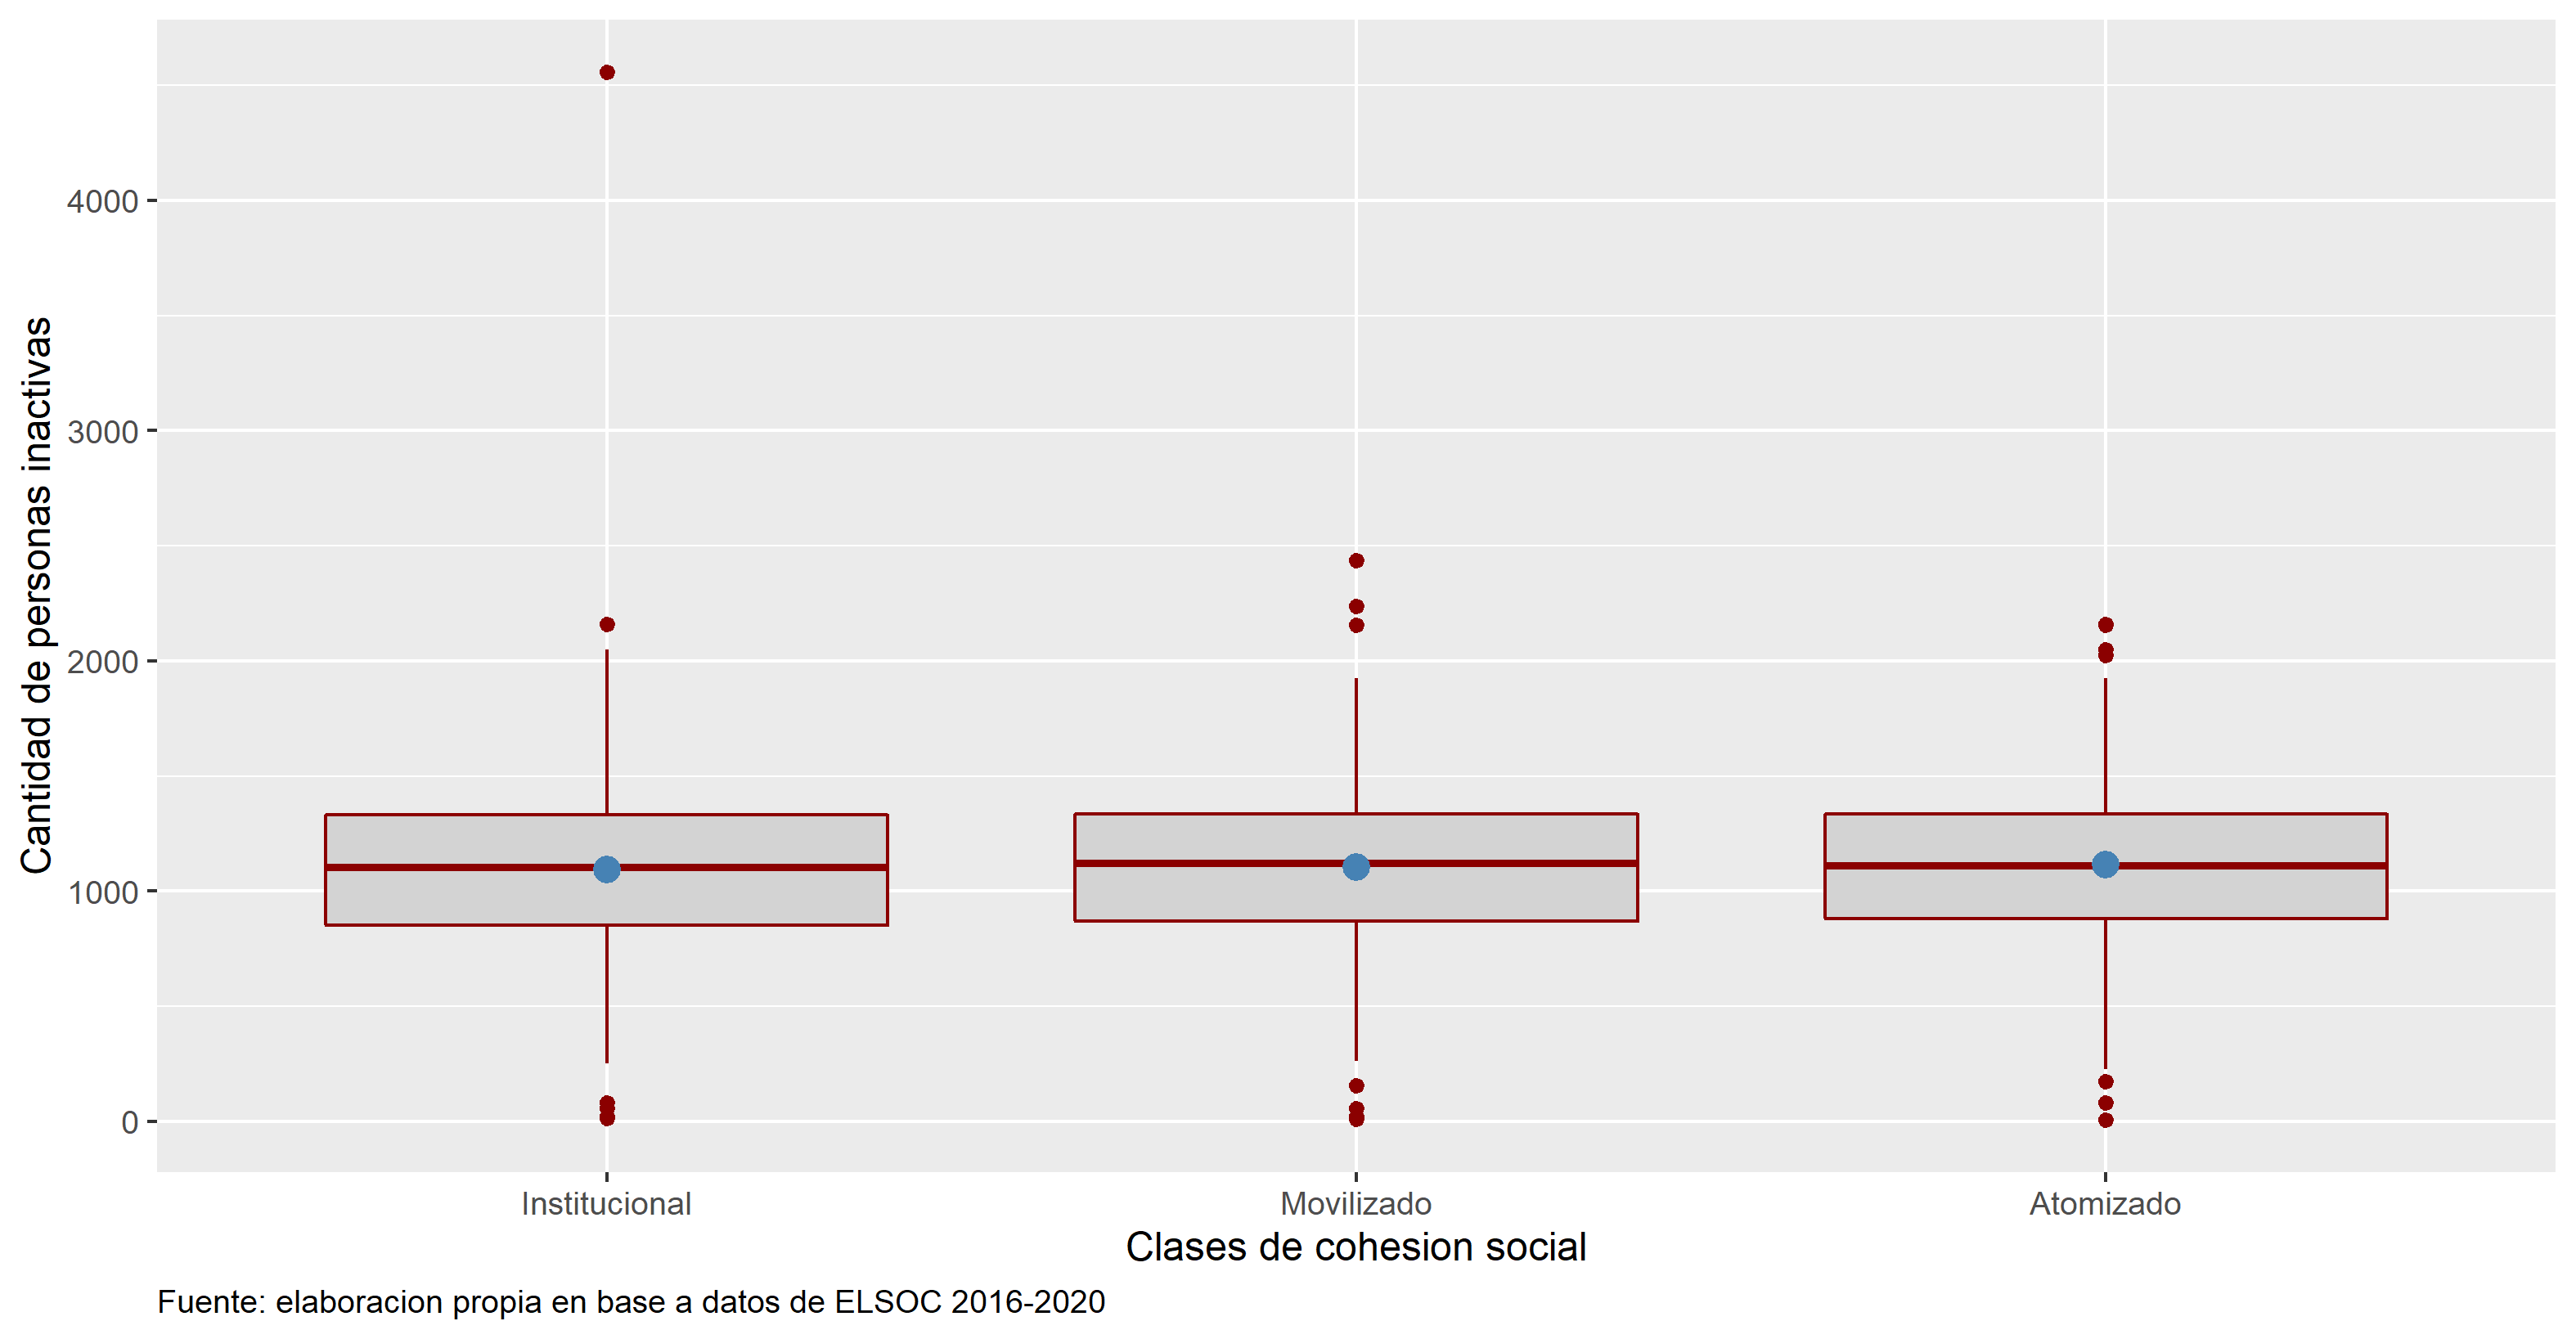 Cantidad de personas inactivas
4000
3000
2000
1000
0
Institucional
Movilizado
Atomizado
Clases de cohesion social
Fuente: elaboracion propia en base a datos de ELSOC 2016-2020